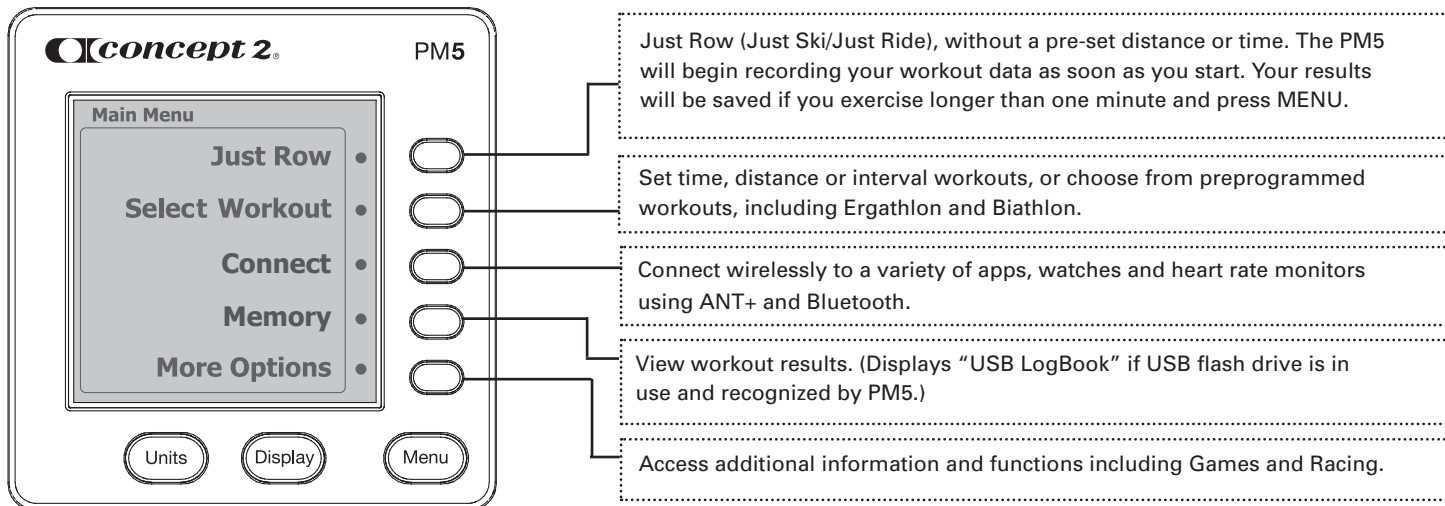 concept 2®
PM5
Main Menu
Just Row
Select Workout
Connect
Memory
More Options
Units
Display
Menu
Just Row (Just Ski/Just Ride), without a pre-set distance or time. The PM5
will begin recording your workout data as soon as you start. Your results
will be saved if you exercise longer than one minute and press MENU.
Set time, distance or interval workouts, or choose from preprogrammed
workouts, including Ergathlon and Biathlon.
Connect wirelessly to a variety of apps, watches and heart rate monitors
using ANT+ and Bluetooth.
View workout results. (Displays “USB LogBook” if USB flash drive is in
use and recognized by PM5.)
Access additional information and functions including Games and Racing.